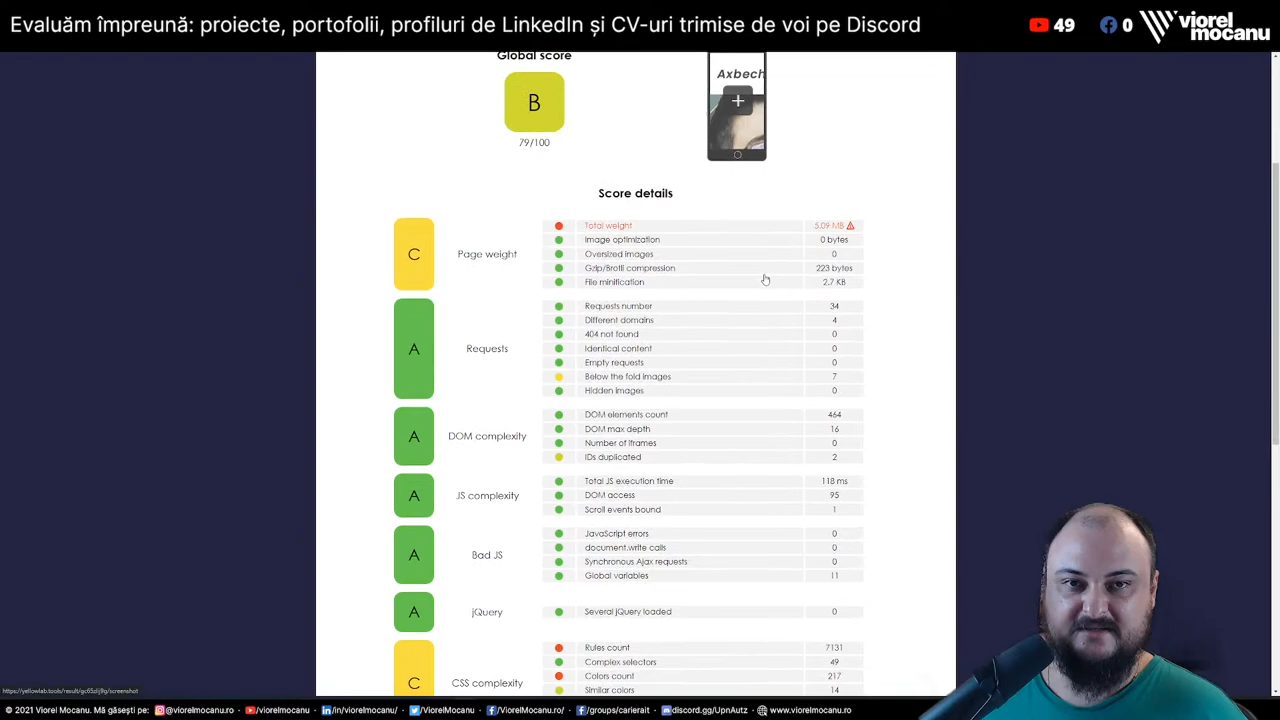 Evaluăm împreună: proiecte, portofolii, profiluri de LinkedIn și CV-uri trimise de voi pe Discord
49
0
viorel mocanu
Global score
B
79/100
Axbech
Score details
C
Page weight
Total weight 5.09 MB
Image optimization 0 bytes
Oversized images 0
Gzip/Brotli compression 223 bytes
File minification 2.7 KB
A
Requests
Requests number 34
Different domains 4
404 not found 0
Identical content 0
Empty requests 0
Below the fold images 7
Hidden images 0
A
DOM complexity
DOM elements count 464
DOM max depth 16
Number of iframes 0
IDs duplicated 2
A
JS complexity
Total JS execution time 118 ms
DOM access 95
Scroll events bound 1
A
Bad JS
JavaScript errors 0
document.write calls 0
Synchronous Ajax requests 0
Global variables 11
A
jQuery
Several jQuery loaded 0
C
CSS complexity
Rules count 7131
Complex selectors 49
Colors count 217
Similar colors 14
© 2021 Viorel Mocanu. Mă găsești pe: @viorelmocanu.ro /viorelmocanu /in/viorelmocanu/ /ViorelMocanu /ViorelMocanu.ro/ /groups/carierait discord.gg/UpnAutz www.viorelmocanu.ro